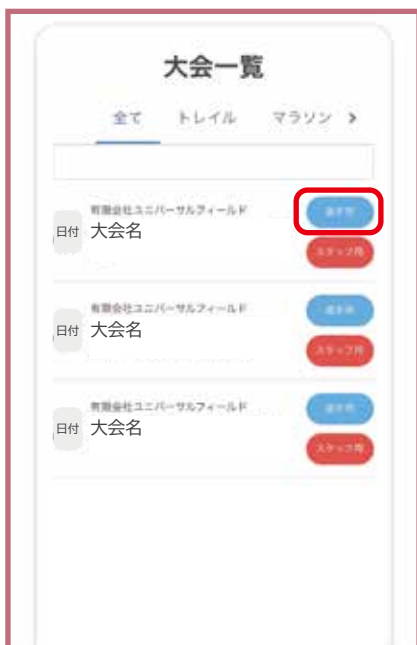 大会一覧
全て トレイル マラソン >
有限会社ユニバーサルフィールド
選手用
日付 大会名
スタッフ用
有限会社ユニバーサルフィールド
選手用
日付 大会名
スタッフ用
有限会社ユニバーサルフィールド
選手用
日付 大会名
スタッフ用